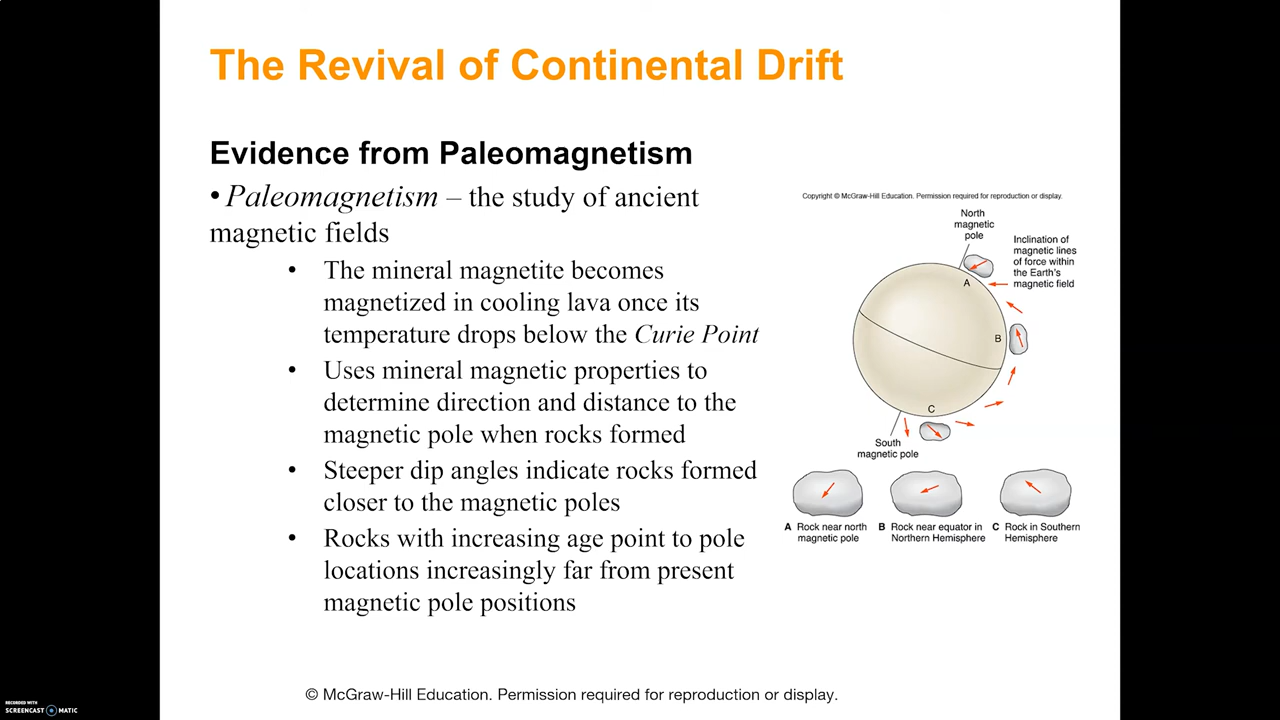 The Revival of Continental Drift
Evidence from Paleomagnetism
• Paleomagnetism – the study of ancient
magnetic fields
• The mineral magnetite becomes
magnetized in cooling lava once its
temperature drops below the Curie Point
• Uses mineral magnetic properties to
determine direction and distance to the
magnetic pole when rocks formed
• Steeper dip angles indicate rocks formed
closer to the magnetic poles
• Rocks with increasing age point to pole
locations increasingly far from present
magnetic pole positions
Copyright © McGraw-Hill Education. Permission required for reproduction or display.
North
magnetic
pole
Inclination of
magnetic lines
of force within
the Earth's
magnetic field
A
B
C
South
magnetic pole
A Rock near north
magnetic pole
B Rock near equator in
Northern Hemisphere
C Rock in Southern
Hemisphere
© McGraw-Hill Education. Permission required for reproduction or display.
RECORDED WITH
SCREENCAST MATIC